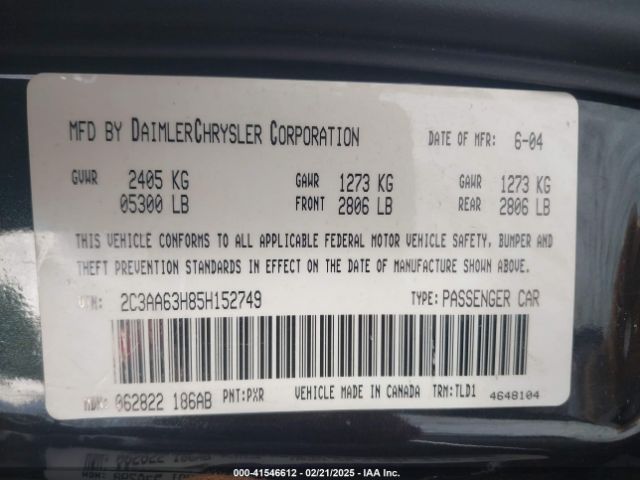 MFD BY DAIMLERCHRYSLER CORPORATION DATE OF MFR: 6-04
GVWR 2405 KG GAWR 1273 KG GAWR 1273 KG
05300 LB FRONT 2806 LB REAR 2806 LB
THIS VEHICLE CONFORMS TO ALL APPLICABLE FEDERAL MOTOR VEHICLE SAFETY, BUMPER AND
THEFT PREVENTION STANDARDS IN EFFECT ON THE DATE OF MANUFACTURE SHOWN ABOVE.
VIN: 2C3AA63H85H152749 TYPE: PASSENGER CAR
MDH: 062822 186AB PNT: PXR VEHICLE MADE IN CANADA TRM: TLD1 4648104
(C) - 41546612 - 02/21/2025 - IAA Inc.